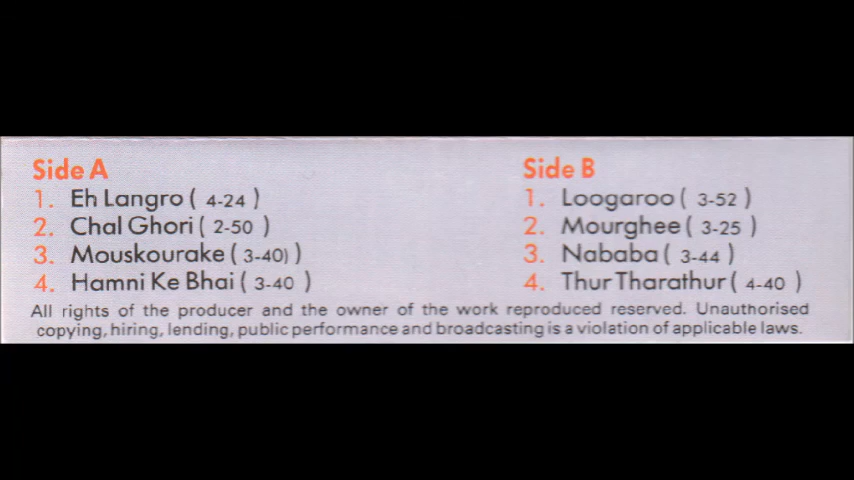 Side A
1. Eh Langro ( 4-24 )
2. Chal Ghori ( 2-50 )
3. Mouskourake ( 3-40) )
4. Hamni Ke Bhai ( 3-40 )
Side B
1. Loogaroo ( 3-52 )
2. Mourghee ( 3-25 )
3. Nababa ( 3-44 )
4. Thur Tharathur ( 4-40 )
All rights of the producer and the owner of the work reproduced reserved. Unauthorised
copying, hiring, lending, public performance and broadcasting is a violation of applicable laws.